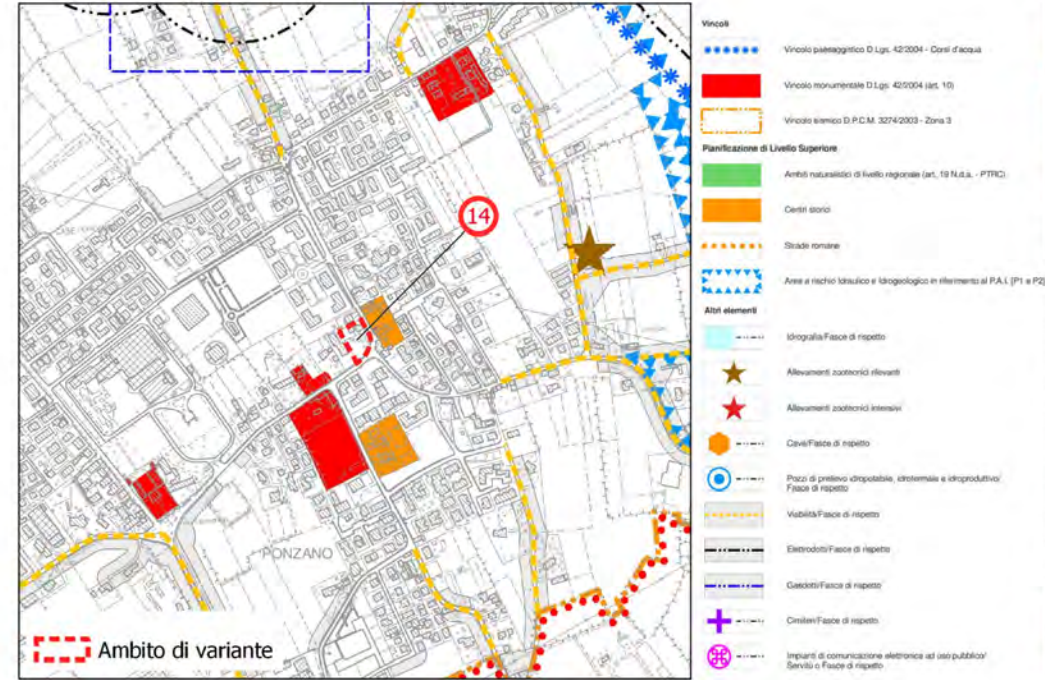 14
PONZANO
Ambito di variante
Vincoli
Vincolo paesaggistico D.Lgs. 42/2004 - Corsi d'acqua
Vincolo monumentale D.Lgs. 42/2004 (art. 10)
Vincolo sismico D.P.C.M. 3274/2003 - Zona 3
Pianificazione di Livello Superiore
Ambiti naturalistici di livello regionale (art. 19 N.d.a. - PTRC)
Centri storici
Strade romane
Aree a rischio Idraulico e Idrogeologico in riferimento al P.A.I. [P1 e P2]
Altri elementi
Idrografia/Fasce di rispetto
Allevamenti zootecnici rilevanti
Allevamenti zootecnici intensivi
Cave/Fasce di rispetto
Pozzi di prelievo idropotabile, idrotermale e idroproduttivo/
Fasce di rispetto
Viabilità/Fasce di rispetto
Elettrodotti/Fasce di rispetto
Gasdotti/Fasce di rispetto
Cimiteri/Fasce di rispetto
Impianti di comunicazione elettronica ad uso pubblico/
Servitù o Fasce di rispetto